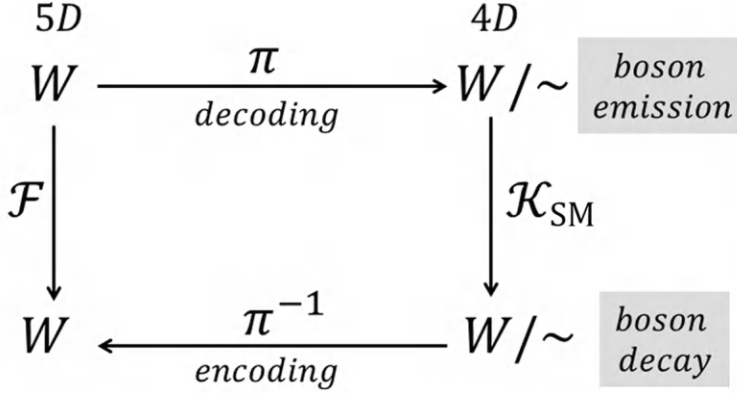 5D 4D
W π W/~ boson
emission
decoding
ℱ 𝒦SM
W π⁻¹ W/~ boson
decay
encoding